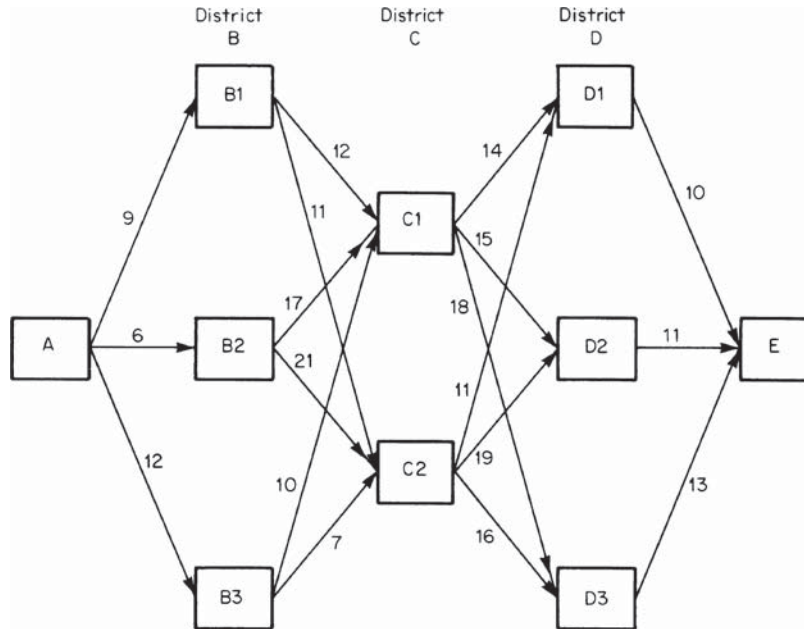 District District District
B C D
B1 D1
12 14
9 11 C1 15 10
17 18
A 6 B2 D2 11 E
21 11
12 10 C2 19 13
7 16
B3 D3